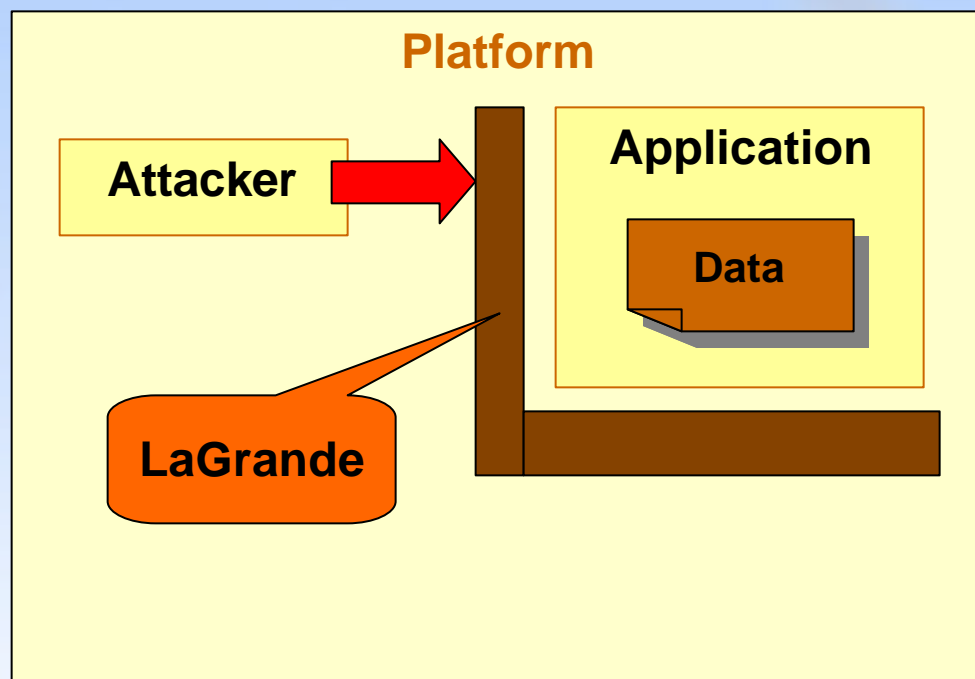 Platform
Attacker
Application
Data
LaGrande